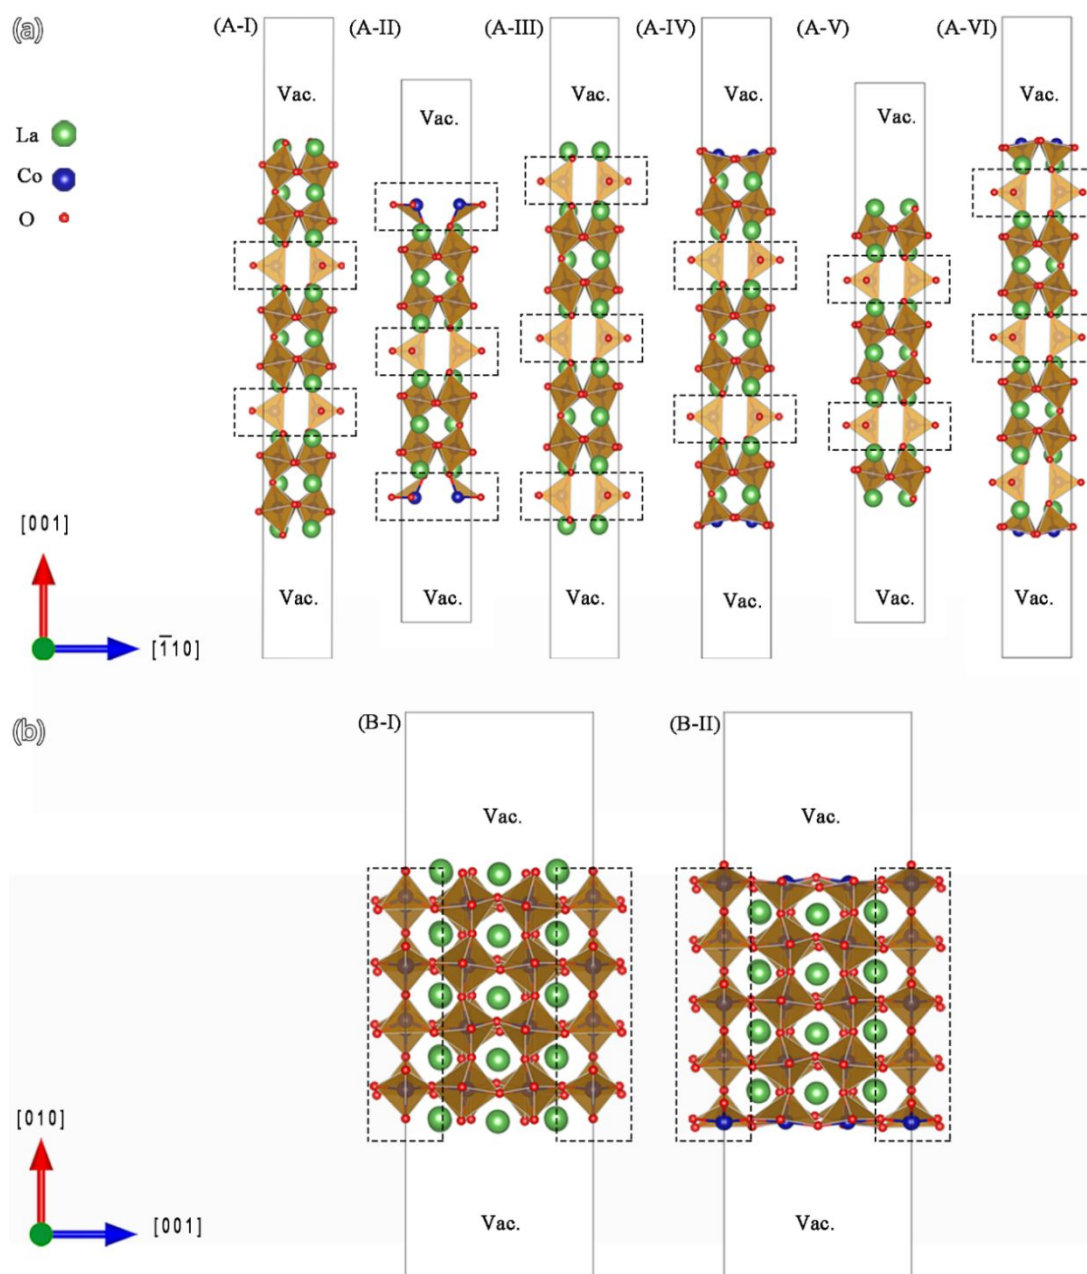 (a)
(A-I) (A-II) (A-III) (A-IV) (A-V) (A-VI)
Vac. Vac. Vac. Vac. Vac. Vac.
La
Co
O
[001]
[1̅10]
Vac. Vac. Vac. Vac. Vac. Vac.
(b)
(B-I) (B-II)
Vac. Vac.
[010]
[001]
Vac. Vac.